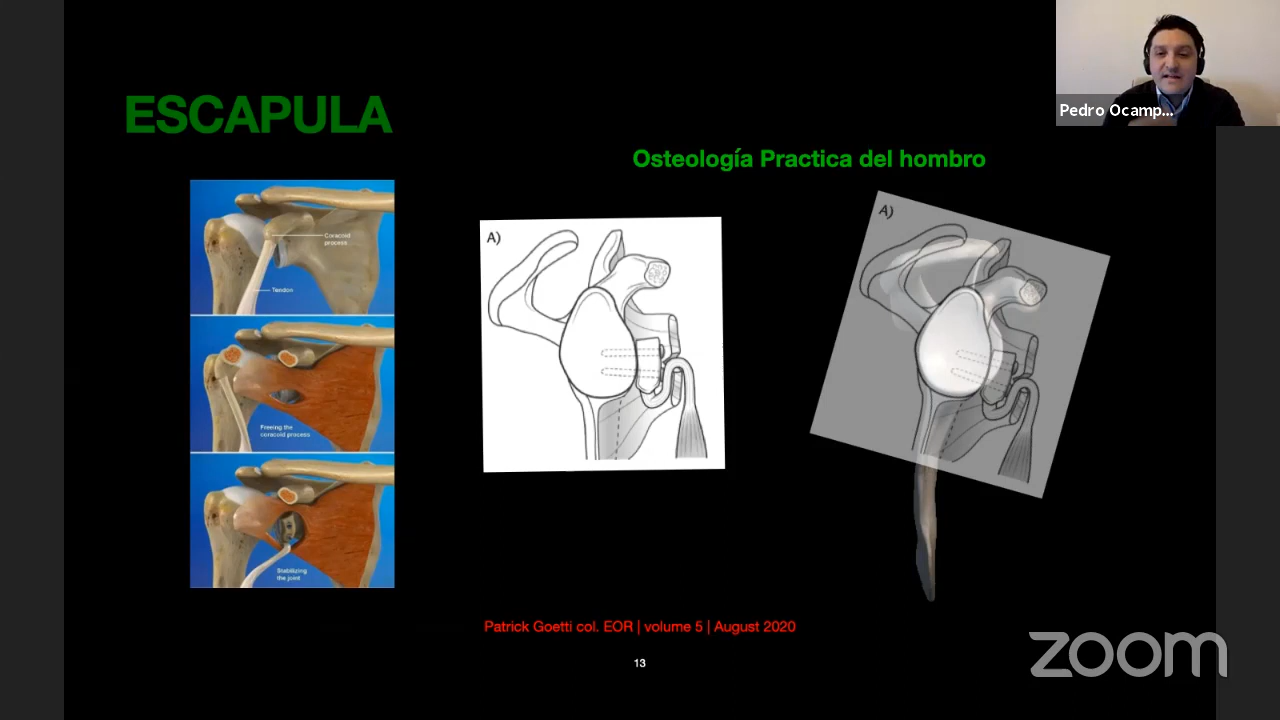 Pedro Ocamp...
ESCAPULA
Osteología Practica del hombro
Coracoid
process
Tendon
Freeing the
coracoid process
Stabilizing
the joint
A)
A)
Patrick Goetti col. EOR | volume 5 | August 2020
13
zoom